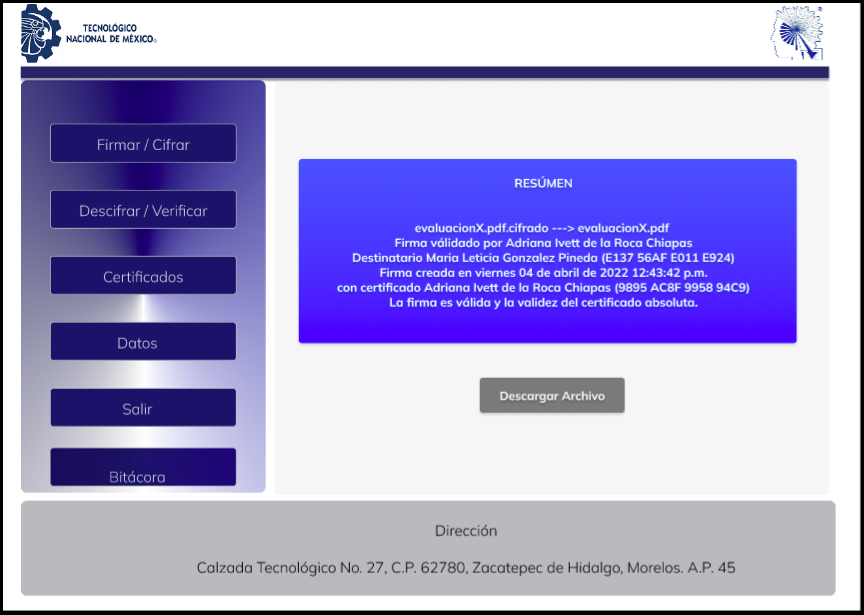 TECNOLÓGICO
NACIONAL DE MÉXICO®
Firmar / Cifrar
Descifrar / Verificar
Certificados
Datos
Salir
Bitácora
RESÚMEN
evaluacionX.pdf.cifrado ---> evaluacionX.pdf
Firma válidado por Adriana Ivett de la Roca Chiapas
Destinatario Maria Leticia Gonzalez Pineda (E137 56AF E011 E924)
Firma creada en viernes 04 de abril de 2022 12:43:42 p.m.
con certificado Adriana Ivett de la Roca Chiapas (9895 AC8F 9958 94C9)
La firma es válida y la validez del certificado absoluta.
Descargar Archivo
Dirección
Calzada Tecnológico No. 27, C.P. 62780, Zacatepec de Hidalgo, Morelos. A.P. 45